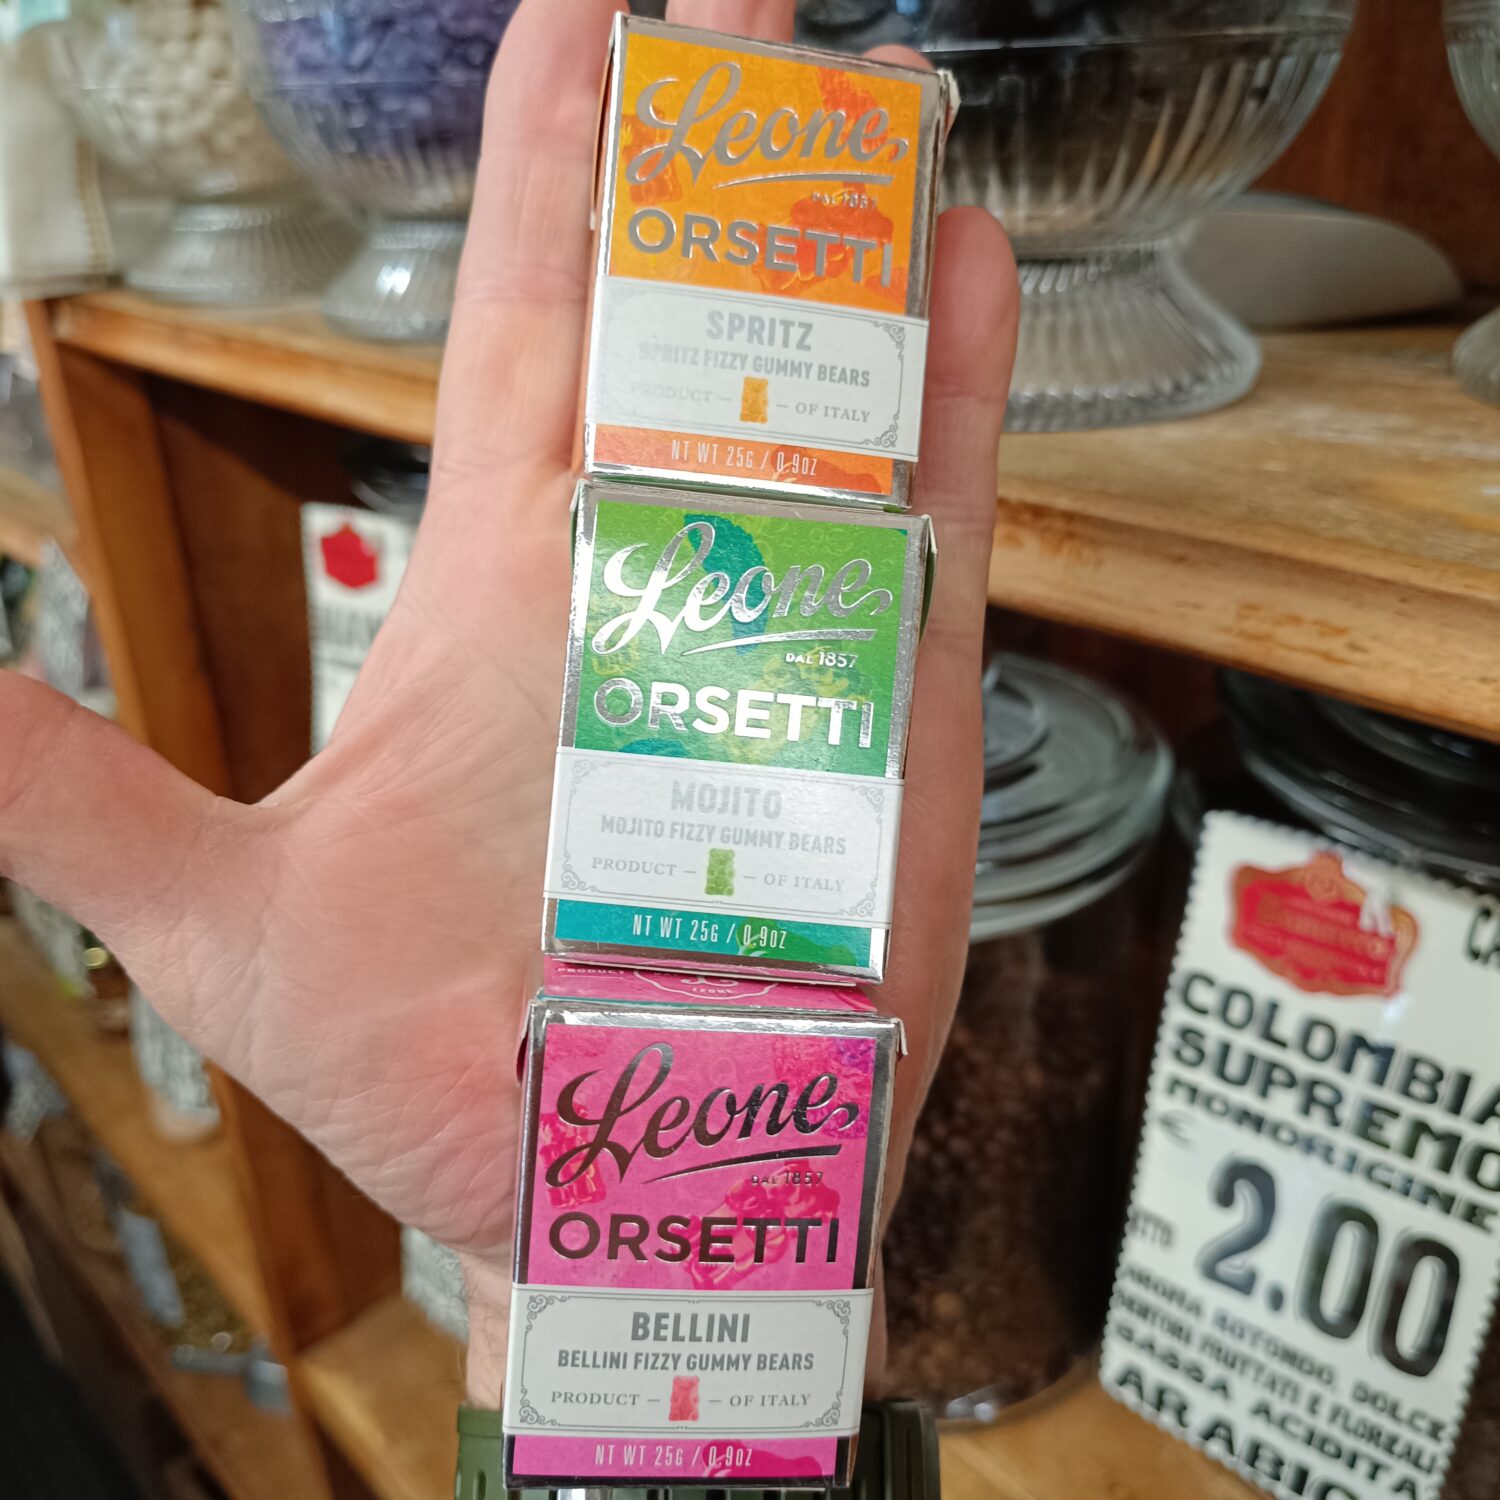 Leone
DAL 1857
ORSETTI
SPRITZ
SPRITZ FIZZY GUMMY BEARS
PRODUCT — — OF ITALY
NT WT 25G / 0.9OZ
Leone
DAL 1857
ORSETTI
MOJITO
MOJITO FIZZY GUMMY BEARS
PRODUCT — — OF ITALY
NT WT 25G / 0.9OZ
PRODUCT
LEONE
Leone
DAL 1857
ORSETTI
BELLINI
BELLINI FIZZY GUMMY BEARS
PRODUCT — — OF ITALY
NT WT 25G / 0.9OZ
COLOMBIA
SUPREMO
MONORIGINE
€
2.00
AROMA ROTONDO, DOLCE
SENTORI FRUTTATI E FLOREALI
BASSA ACIDITA